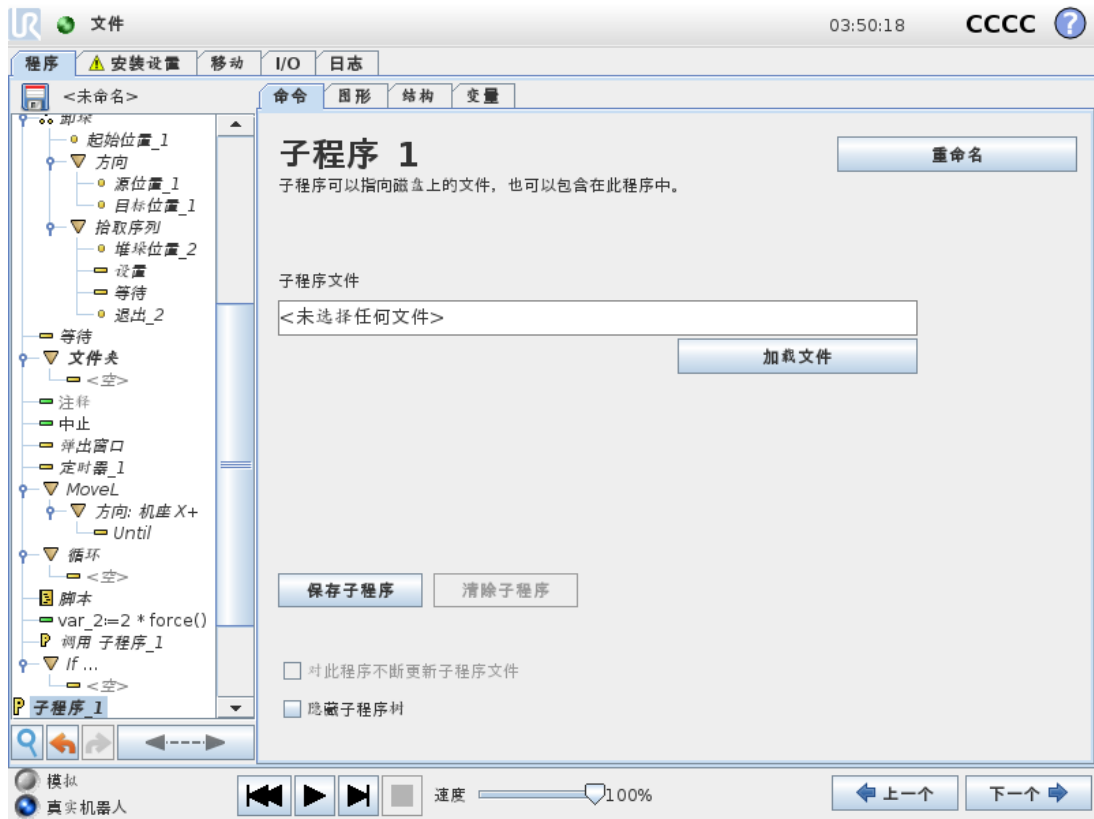 UR 文件 03:50:18 CCCC ?
程序 安装设置 移动 I/O 日志
<未命名>
命令 图形 结构 变量
卸垛
起始位置_1
方向
源位置_1
目标位置_1
拾取序列
堆垛位置_2
设置
等待
退出_2
等待
文件夹
<空>
注释
中止
弹出窗口
定时器_1
MoveL
方向: 机座 X+
Until
循环
<空>
脚本
var_2:=2 * force()
调用 子程序_1
If ...
<空>
子程序_1
子程序 1
重命名
子程序可以指向磁盘上的文件，也可以包含在此程序中。
子程序文件
<未选择任何文件>
加载文件
保存子程序 清除子程序
对此程序不断更新子程序文件
隐藏子程序树
模拟
真实机器人
速度 100%
上一个 下一个